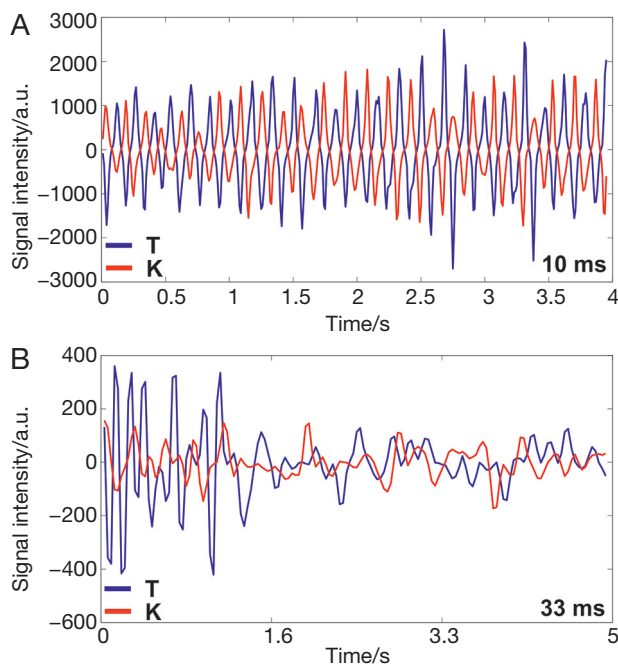 A
3000
2000
1000
0
−1000
−2000
−3000
Signal intensity/a.u.
T
K
10 ms
0 0.5 1 1.5 2 2.5 3 3.5 4
Time/s
B
400
200
0
−200
−400
−600
Signal intensity/a.u.
T
K
33 ms
0 1.6 3.3 5
Time/s